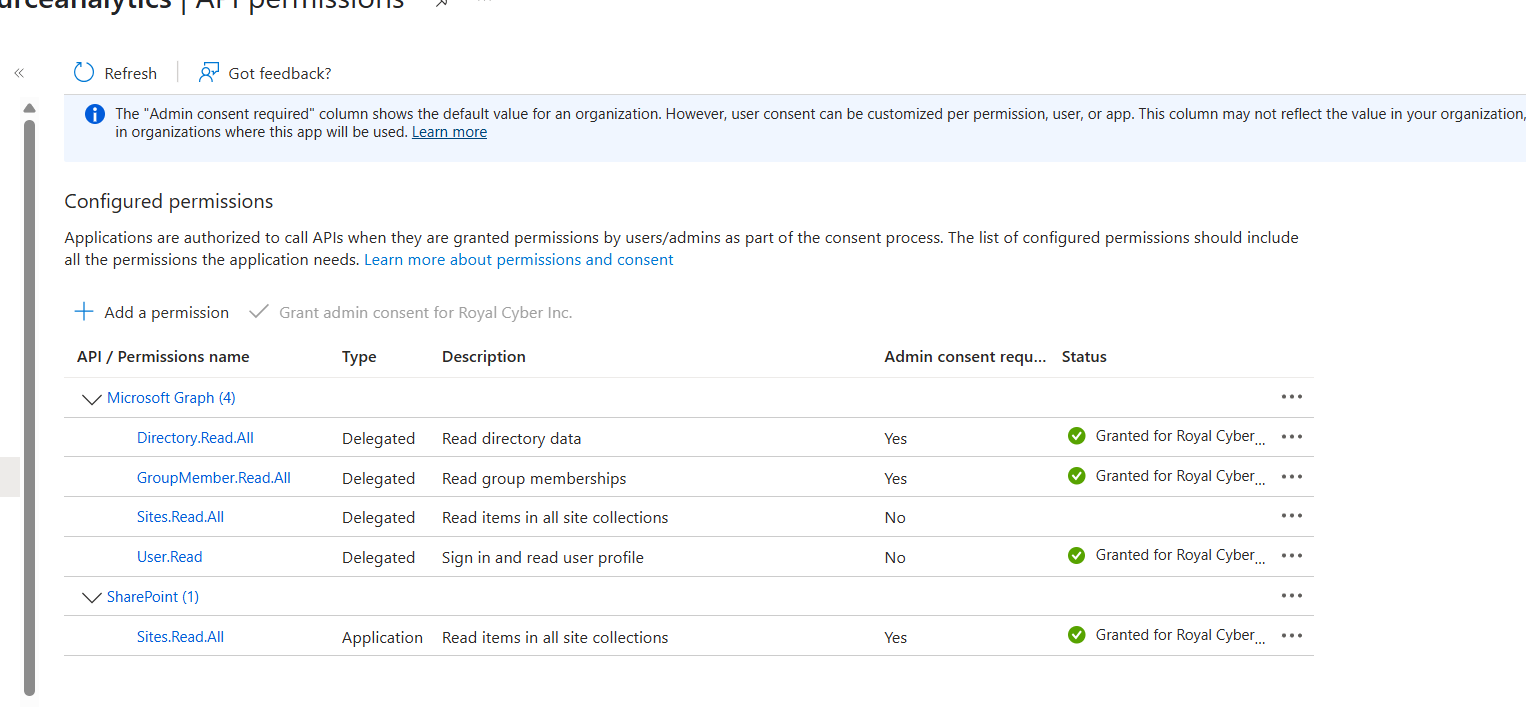 urceanalytics | API permissions
Refresh
Got feedback?
The "Admin consent required" column shows the default value for an organization. However, user consent can be customized per permission, user, or app. This column may not reflect the value in your organization,
in organizations where this app will be used. Learn more
Configured permissions
Applications are authorized to call APIs when they are granted permissions by users/admins as part of the consent process. The list of configured permissions should include
all the permissions the application needs. Learn more about permissions and consent
Add a permission
Grant admin consent for Royal Cyber Inc.
API / Permissions name Type Description Admin consent requ... Status
Microsoft Graph (4)
Directory.Read.All Delegated Read directory data Yes Granted for Royal Cyber...
GroupMember.Read.All Delegated Read group memberships Yes Granted for Royal Cyber...
Sites.Read.All Delegated Read items in all site collections No
User.Read Delegated Sign in and read user profile No Granted for Royal Cyber...
SharePoint (1)
Sites.Read.All Application Read items in all site collections Yes Granted for Royal Cyber...